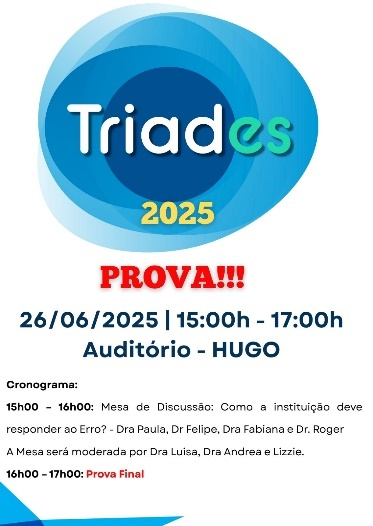 Triades
2025
PROVA!!!
26/06/2025 | 15:00h - 17:00h
Auditório - HUGO
Cronograma:
15h00 – 16h00: Mesa de Discussão: Como a instituição deve
responder ao Erro? - Dra Paula, Dr Felipe, Dra Fabiana e Dr. Roger
A Mesa será moderada por Dra Luisa, Dra Andrea e Lizzie.
16h00 – 17h00: Prova Final